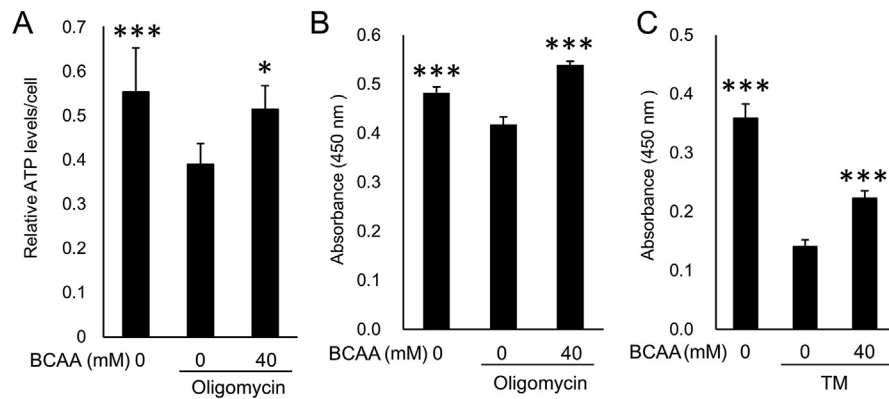 A
Relative ATP levels/cell
0.7
0.6
0.5
0.4
0.3
0.2
0.1
0
***
*
BCAA (mM) 0 0 40
Oligomycin
B
Absorbance (450 nm )
0.6
0.5
0.4
0.3
0.2
0.1
0.0
***
***
BCAA (mM) 0 0 40
Oligomycin
C
Absorbance (450 nm )
0.5
0.4
0.3
0.2
0.1
0.0
***
***
BCAA (mM) 0 0 40
TM